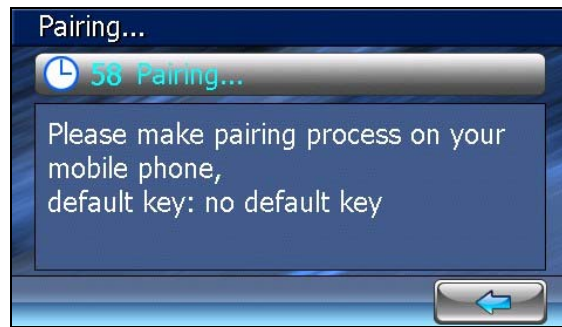 Pairing...
58 Pairing...
Please make pairing process on your
mobile phone,
default key: no default key